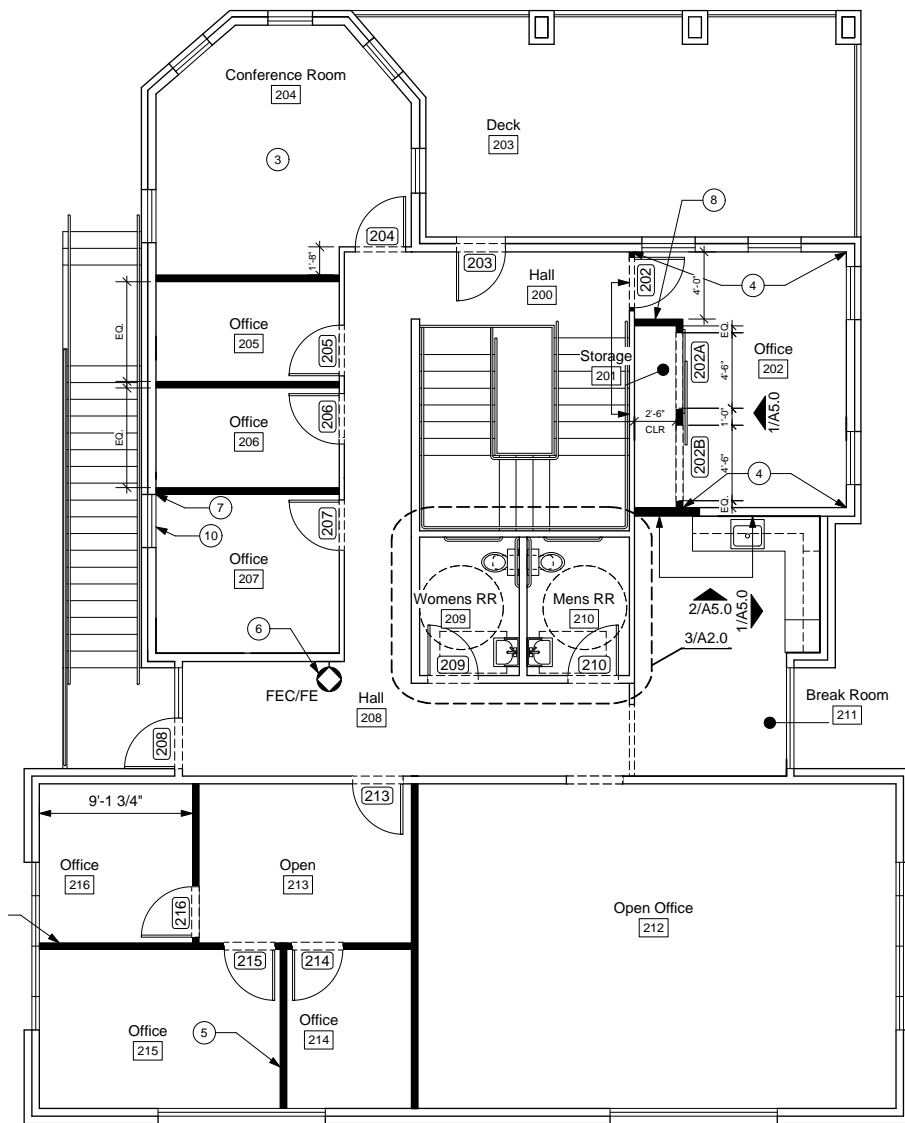 Conference Room
204
3
Deck
203
8
204
203
1'-8"
Hall
200
202
4'-0"
4
EQ.
Office
205
205
Storage
201
202A
EQ.
4'-6"
Office
202
1/A5.0
2'-6"
CLR
1'-0"
EQ.
Office
206
206
202B
4'-6"
EQ.
4
7
10
207
Office
207
Womens RR
209
Mens RR
210
2/A5.0
1/A5.0
3/A2.0
6
FEC/FE
209
210
Hall
208
Break Room
211
208
9'-1 3/4"
213
Office
216
Open
213
216
Open Office
212
215
214
Office
215
5
Office
214